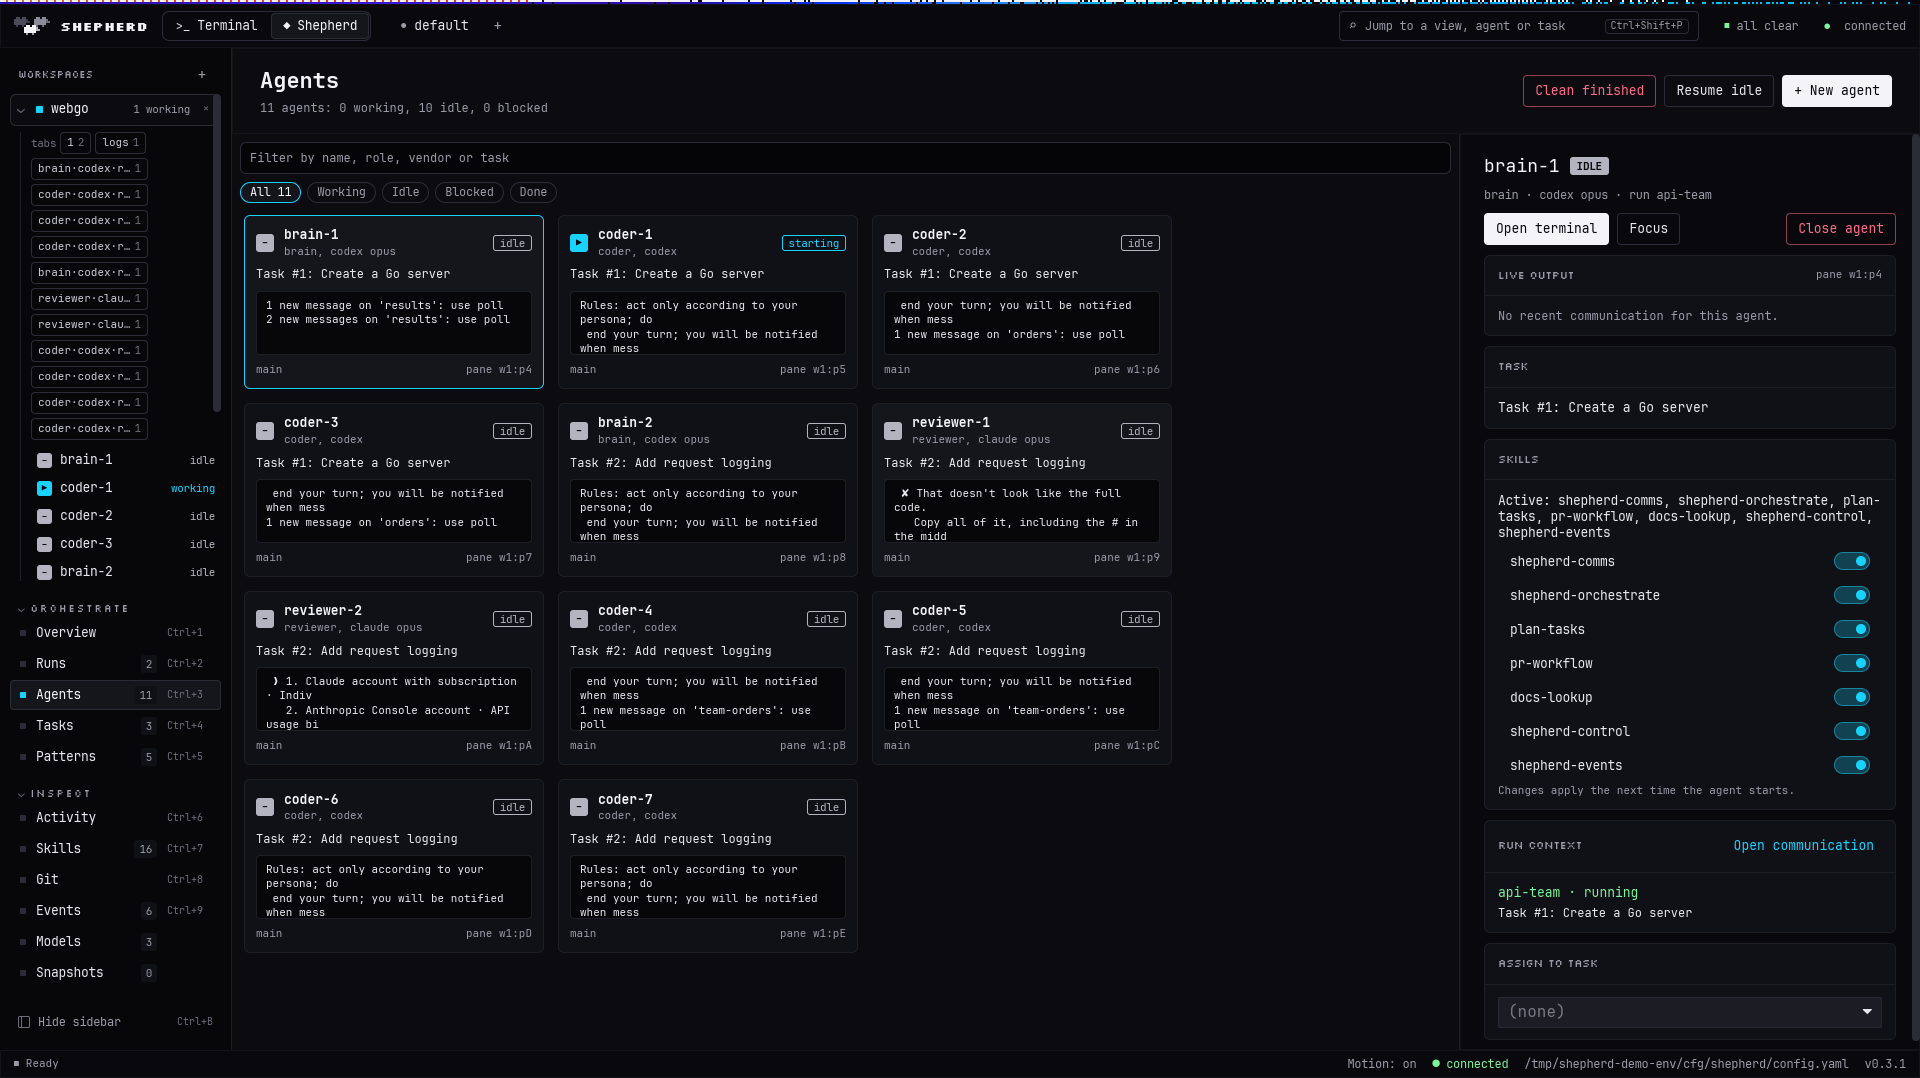 SHEPHERD
>_ Terminal
◆ Shepherd
● default
+
Jump to a view, agent or task
Ctrl+Shift+P
all clear
connected
WORKSPACES
+
webgo
1 working
×
tabs
1 2
logs 1
brain·codex·r… 1
coder·codex·r… 1
coder·codex·r… 1
coder·codex·r… 1
brain·codex·r… 1
reviewer·clau… 1
reviewer·clau… 1
coder·codex·r… 1
coder·codex·r… 1
coder·codex·r… 1
coder·codex·r… 1
brain-1 idle
coder-1 working
coder-2 idle
coder-3 idle
brain-2 idle
ORCHESTRATE
Overview Ctrl+1
Runs 2 Ctrl+2
Agents 11 Ctrl+3
Tasks 3 Ctrl+4
Patterns 5 Ctrl+5
INSPECT
Activity Ctrl+6
Skills 16 Ctrl+7
Git Ctrl+8
Events 6 Ctrl+9
Models 3
Snapshots 0
Hide sidebar Ctrl+B
Agents
11 agents: 0 working, 10 idle, 0 blocked
Clean finished
Resume idle
+ New agent
Filter by name, role, vendor or task
All 11
Working
Idle
Blocked
Done
brain-1
brain, codex opus
idle
Task #1: Create a Go server
1 new message on 'results': use poll
2 new messages on 'results': use poll
main pane w1:p4
coder-1
coder, codex
starting
Task #1: Create a Go server
Rules: act only according to your
persona; do
end your turn; you will be notified
when mess
main pane w1:p5
coder-2
coder, codex
idle
Task #1: Create a Go server
end your turn; you will be notified
when mess
1 new message on 'orders': use poll
main pane w1:p6
coder-3
coder, codex
idle
Task #1: Create a Go server
end your turn; you will be notified
when mess
1 new message on 'orders': use poll
main pane w1:p7
brain-2
brain, codex opus
idle
Task #2: Add request logging
Rules: act only according to your
persona; do
end your turn; you will be notified
when mess
main pane w1:p8
reviewer-1
reviewer, claude opus
idle
Task #2: Add request logging
✘ That doesn't look like the full
code.
Copy all of it, including the # in
the midd
main pane w1:p9
reviewer-2
reviewer, claude opus
idle
Task #2: Add request logging
❯ 1. Claude account with subscription
· Indiv
2. Anthropic Console account · API
usage bi
main pane w1:pA
coder-4
coder, codex
idle
Task #2: Add request logging
end your turn; you will be notified
when mess
1 new message on 'team-orders': use
poll
main pane w1:pB
coder-5
coder, codex
idle
Task #2: Add request logging
end your turn; you will be notified
when mess
1 new message on 'team-orders': use
poll
main pane w1:pC
coder-6
coder, codex
idle
Task #2: Add request logging
Rules: act only according to your
persona; do
end your turn; you will be notified
when mess
main pane w1:pD
coder-7
coder, codex
idle
Task #2: Add request logging
Rules: act only according to your
persona; do
end your turn; you will be notified
when mess
main pane w1:pE
brain-1 IDLE
brain · codex opus · run api-team
Open terminal
Focus
Close agent
LIVE OUTPUT pane w1:p4
No recent communication for this agent.
TASK
Task #1: Create a Go server
SKILLS
Active: shepherd-comms, shepherd-orchestrate, plan-
tasks, pr-workflow, docs-lookup, shepherd-control,
shepherd-events
shepherd-comms
shepherd-orchestrate
plan-tasks
pr-workflow
docs-lookup
shepherd-control
shepherd-events
Changes apply the next time the agent starts.
RUN CONTEXT Open communication
api-team · running
Task #1: Create a Go server
ASSIGN TO TASK
(none)
Ready
Motion: on
connected
/tmp/shepherd-demo-env/cfg/shepherd/config.yaml
v0.3.1